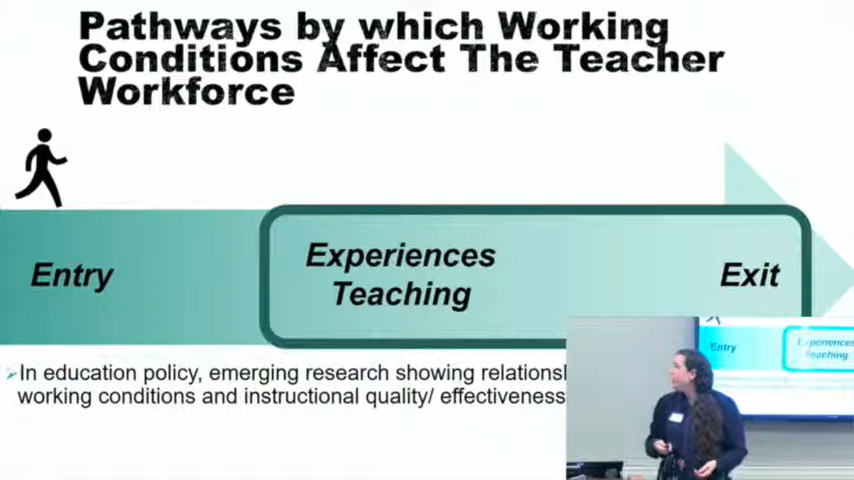 Pathways by which Working
Conditions Affect The Teacher
Workforce
Entry
Experiences
Teaching
Exit
In education policy, emerging research showing
working conditions and instructional quality/ effectiveness
Entry
Experiences
Teaching